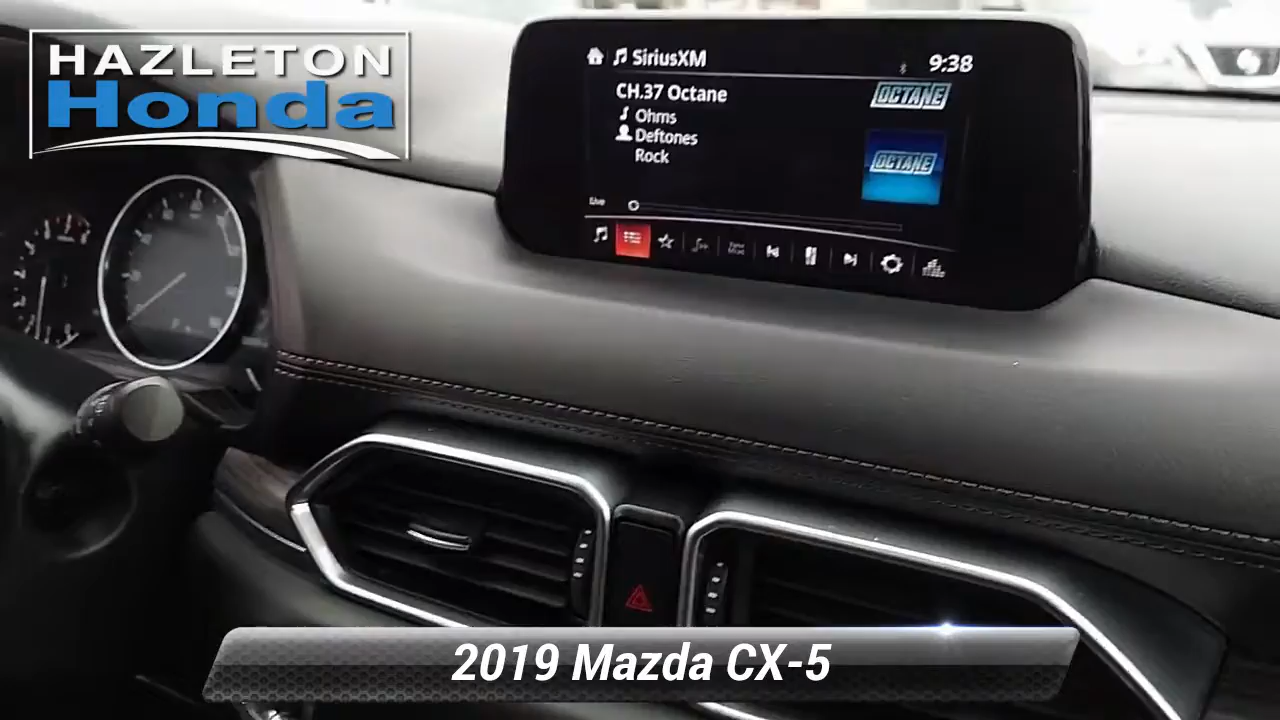 HAZLETON
Honda
SiriusXM
9:38
CH.37 Octane
OCTANE
Ohms
Deftones
Rock
OCTANE
Live
2019 Mazda CX-5